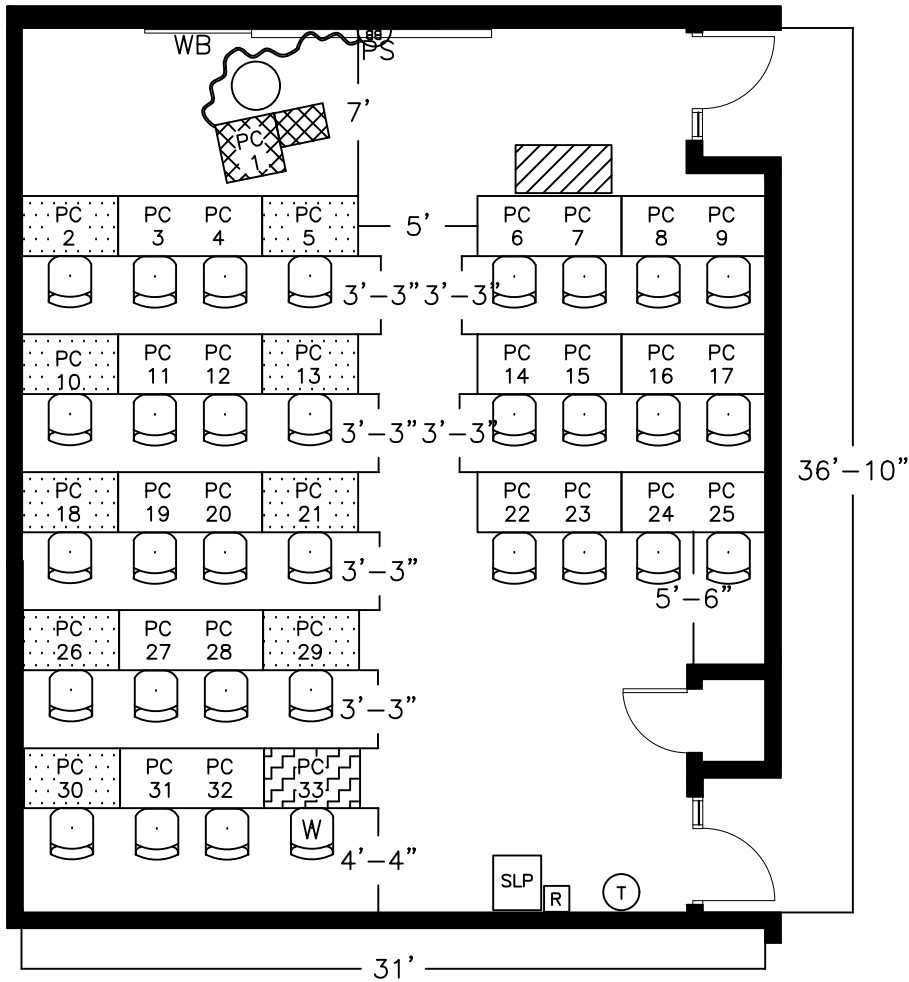 WB
PS
7'
PC
1
PC
2
PC
3
PC
4
PC
5
5'
PC
6
PC
7
PC
8
PC
9
3'-3"
3'-3"
PC
10
PC
11
PC
12
PC
13
PC
14
PC
15
PC
16
PC
17
3'-3"
3'-3"
36'-10"
PC
18
PC
19
PC
20
PC
21
PC
22
PC
23
PC
24
PC
25
3'-3"
5'-6"
PC
26
PC
27
PC
28
PC
29
3'-3"
PC
30
PC
31
PC
32
PC
33
W
4'-4"
SLP
R
T
31'